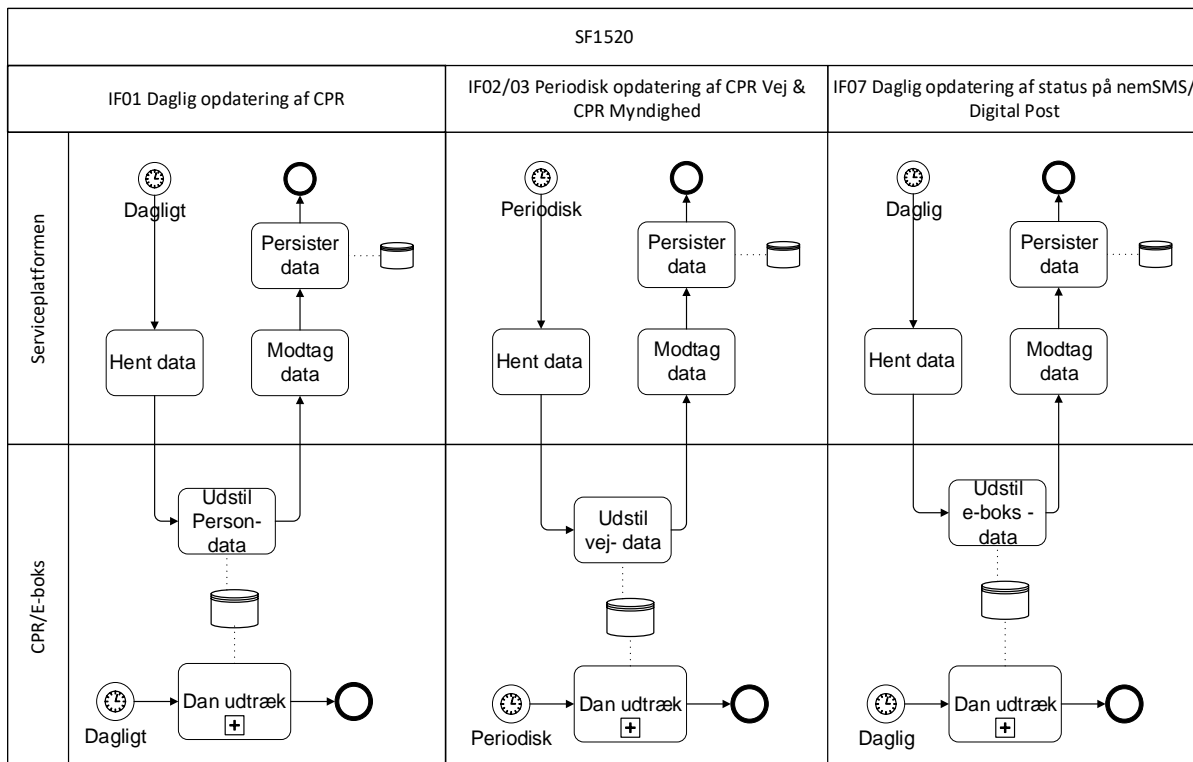 SF1520
IF01 Daglig opdatering af CPR
IF02/03 Periodisk opdatering af CPR Vej &
CPR Myndighed
IF07 Daglig opdatering af status på nemSMS/
Digital Post
Serviceplatformen
Dagligt
Persister
data
Hent data
Modtag
data
Periodisk
Persister
data
Hent data
Modtag
data
Daglig
Persister
data
Hent data
Modtag
data
CPR/E-boks
Udstil
Person-
data
Dan udtræk
Dagligt
Udstil
vej- data
Dan udtræk
Periodisk
Udstil
e-boks -
data
Dan udtræk
Daglig